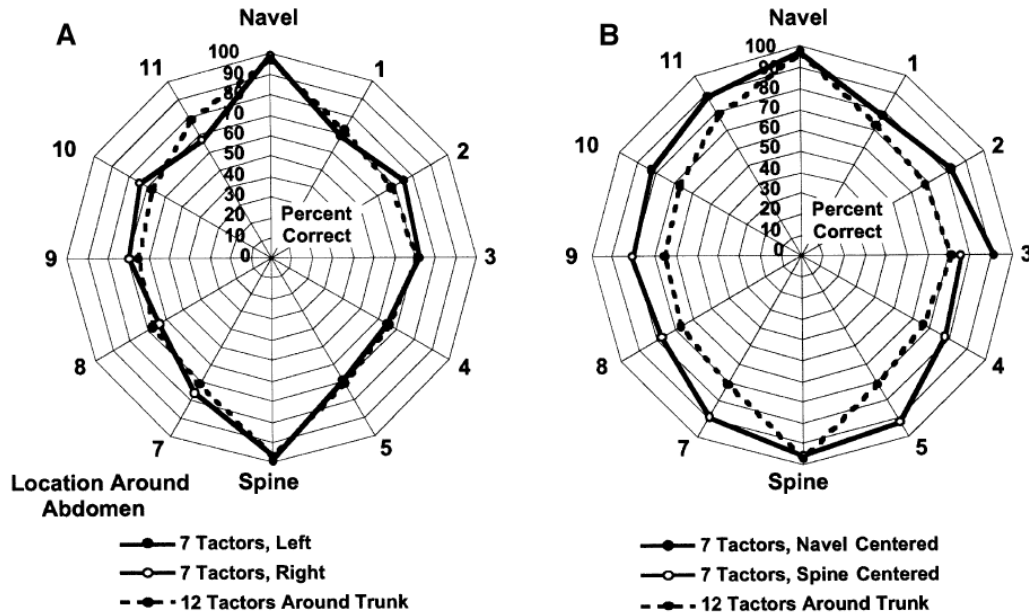 A
Navel
11
1
10
2
9
3
8
4
7
5
Spine
100
90
80
70
60
50
40
30
20
10
0
Percent
Correct
Location Around
Abdomen
7 Tactors, Left
7 Tactors, Right
12 Tactors Around Trunk
B
Navel
11
1
10
2
9
3
8
4
7
5
Spine
100
90
80
70
60
50
40
30
20
10
0
Percent
Correct
7 Tactors, Navel Centered
7 Tactors, Spine Centered
12 Tactors Around Trunk